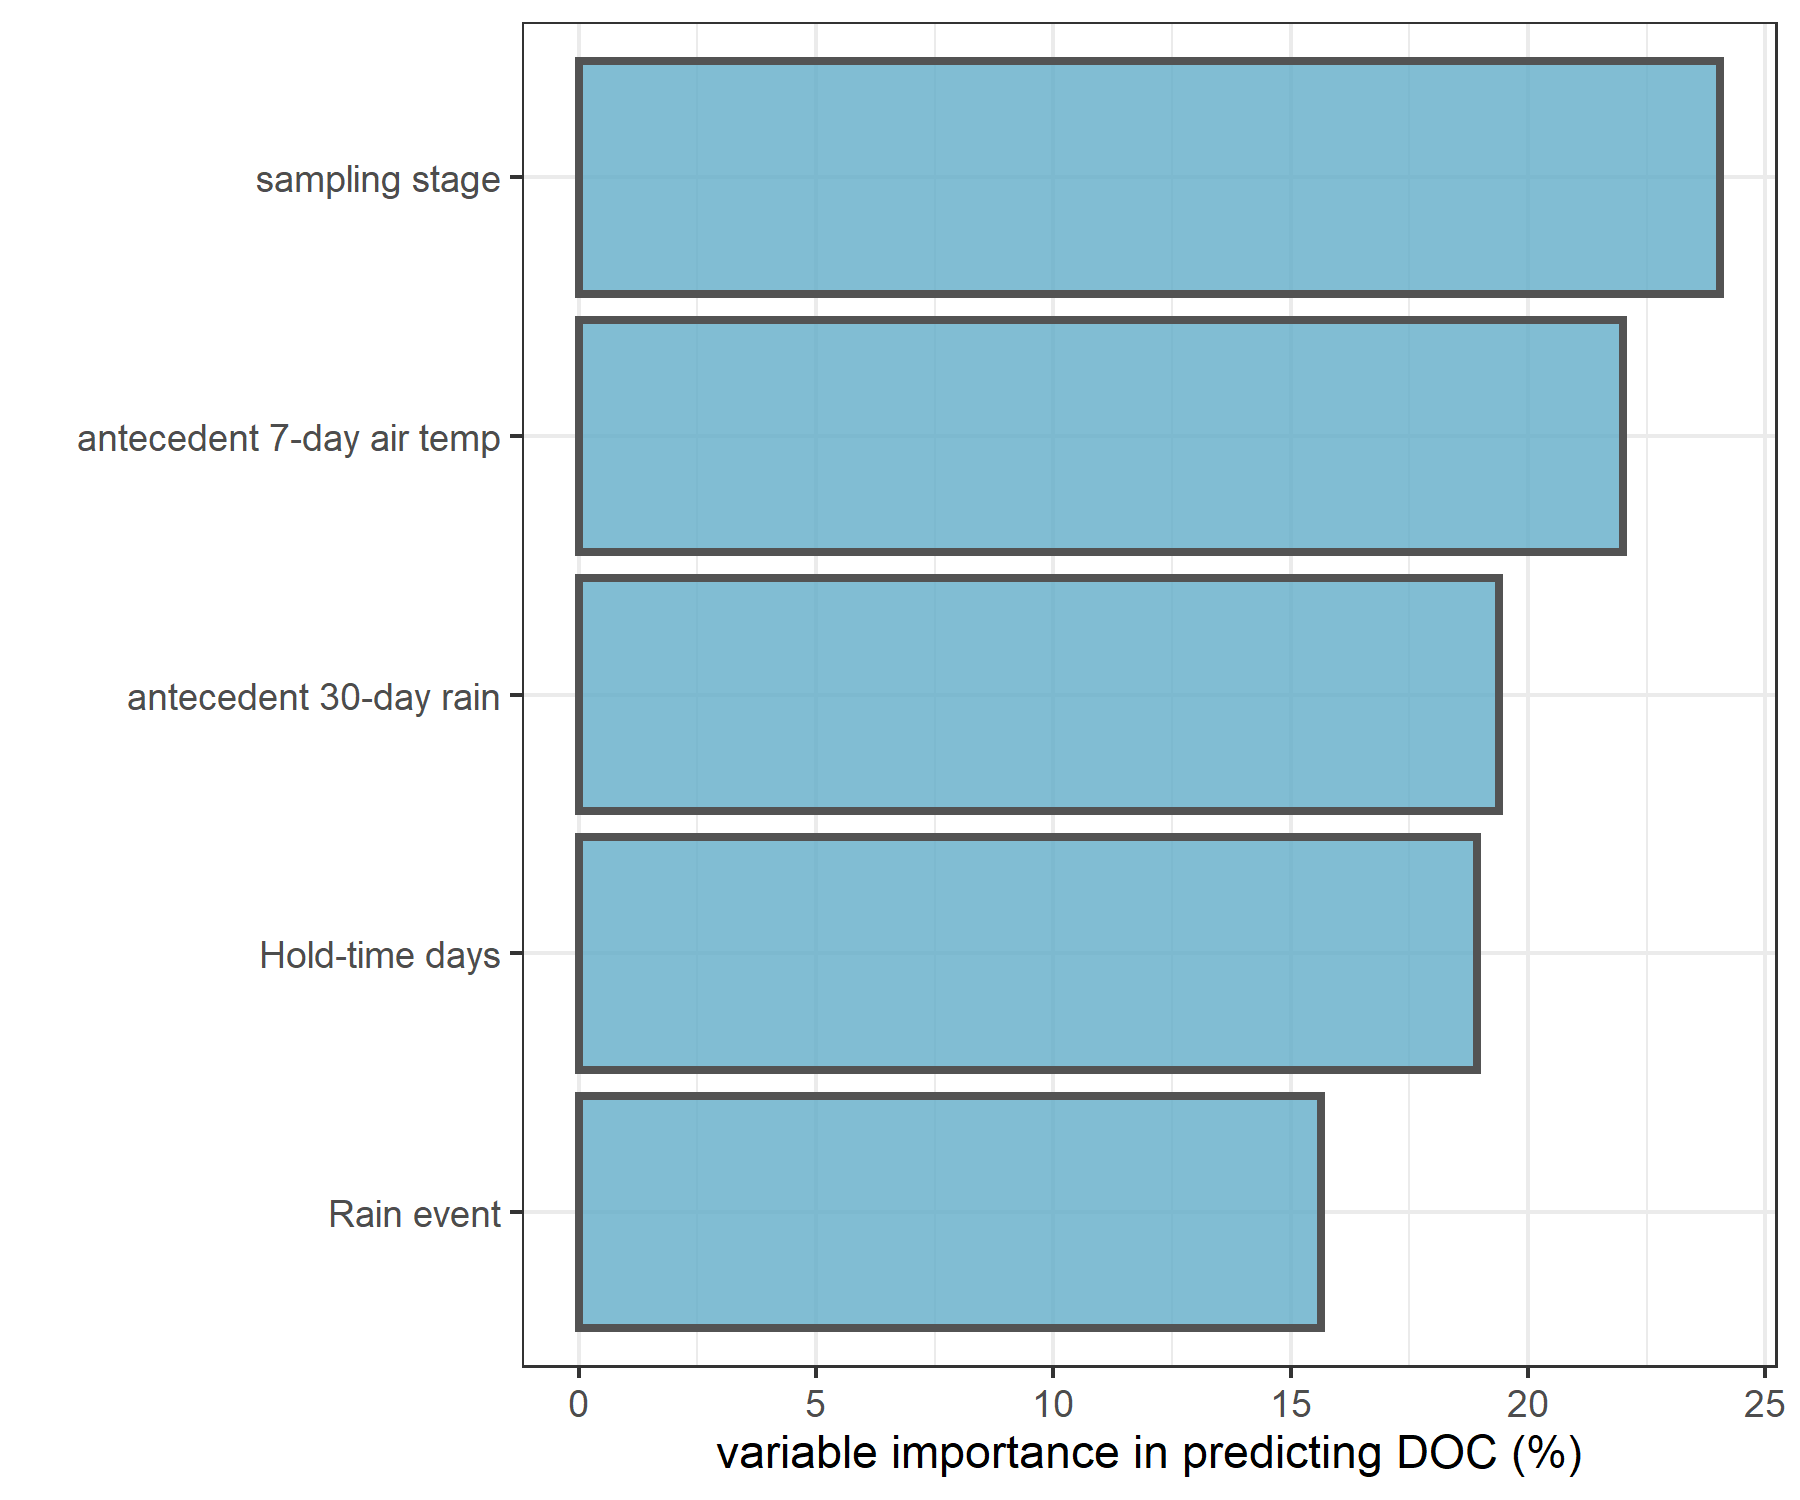 sampling stage
antecedent 7-day air temp
antecedent 30-day rain
Hold-time days
Rain event
0 5 10 15 20 25
variable importance in predicting DOC (%)